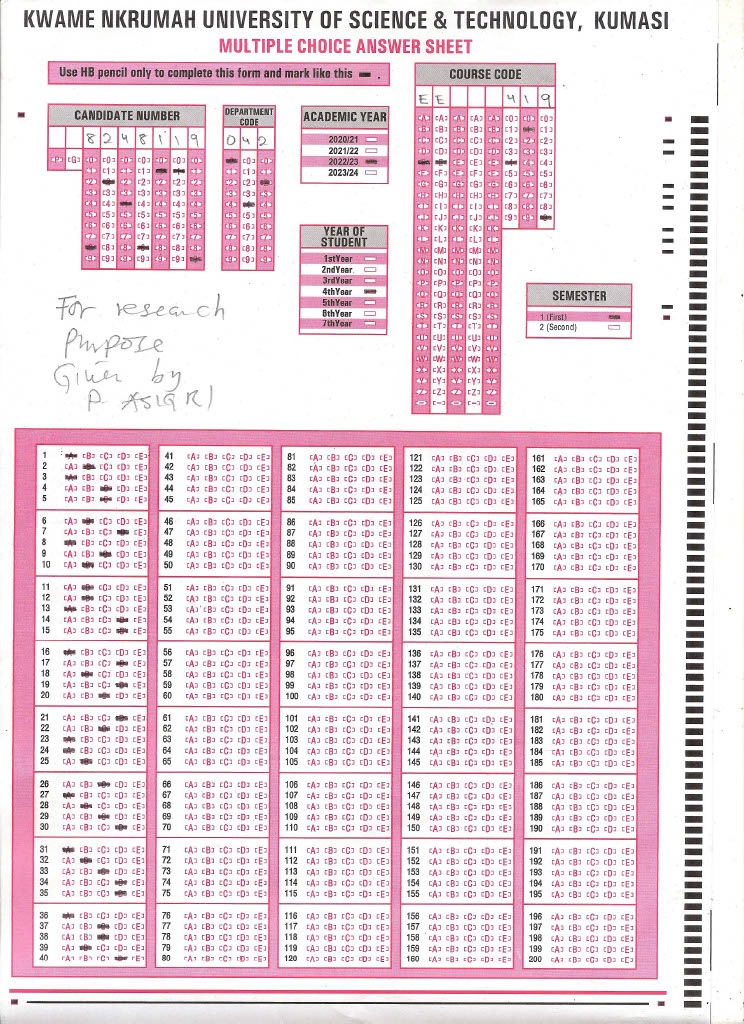 KWAME NKRUMAH UNIVERSITY OF SCIENCE & TECHNOLOGY, KUMASI
MULTIPLE CHOICE ANSWER SHEET
Use HB pencil only to complete this form and mark like this .
COURSE CODE
E E 4 1 9
CANDIDATE NUMBER
8 2 4 8 1 1 9
DEPARTMENT
CODE
0 4 2
ACADEMIC YEAR
2020/21
2021/22
2022/23
2023/24
YEAR OF
STUDENT
1stYear
2ndYear
3rdYear
4thYear
5thYear
6thYear
7thYear
SEMESTER
1 (First)
2 (Second)
For research
Purpose
Given by
P. ASIQRI
1 [B] [C] [D] [E] 41 [A] [B] [C] [D] [E] 81 [A] [B] [C] [D] [E] 121 [A] [B] [C] [D] [E] 161 [A] [B] [C] [D] [E]
2 [A] [C] [D] [E] 42 [A] [B] [C] [D] [E] 82 [A] [B] [C] [D] [E] 122 [A] [B] [C] [D] [E] 162 [A] [B] [C] [D] [E]
3 [B] [C] [D] [E] 43 [A] [B] [C] [D] [E] 83 [A] [B] [C] [D] [E] 123 [A] [B] [C] [D] [E] 163 [A] [B] [C] [D] [E]
4 [A] [B] [D] [E] 44 [A] [B] [C] [D] [E] 84 [A] [B] [C] [D] [E] 124 [A] [B] [C] [D] [E] 164 [A] [B] [C] [D] [E]
5 [A] [B] [D] [E] 45 [A] [B] [C] [D] [E] 85 [A] [B] [C] [D] [E] 125 [A] [B] [C] [D] [E] 165 [A] [B] [C] [D] [E]
6 [A] [C] [D] [E] 46 [A] [B] [C] [D] [E] 86 [A] [B] [C] [D] [E] 126 [A] [B] [C] [D] [E] 166 [A] [B] [C] [D] [E]
7 [A] [B] [C] [E] 47 [A] [B] [C] [D] [E] 87 [A] [B] [C] [D] [E] 127 [A] [B] [C] [D] [E] 167 [A] [B] [C] [D] [E]
8 [B] [C] [D] [E] 48 [A] [B] [C] [D] [E] 88 [A] [B] [C] [D] [E] 128 [A] [B] [C] [D] [E] 168 [A] [B] [C] [D] [E]
9 [A] [B] [D] [E] 49 [A] [B] [C] [D] [E] 89 [A] [B] [C] [D] [E] 129 [A] [B] [C] [D] [E] 169 [A] [B] [C] [D] [E]
10 [A] [C] [D] [E] 50 [A] [B] [C] [D] [E] 90 [A] [B] [C] [D] [E] 130 [A] [B] [C] [D] [E] 170 [A] [B] [C] [D] [E]
11 [A] [C] [D] [E] 51 [A] [B] [C] [D] [E] 91 [A] [B] [C] [D] [E] 131 [A] [B] [C] [D] [E] 171 [A] [B] [C] [D] [E]
12 [A] [C] [D] [E] 52 [A] [B] [C] [D] [E] 92 [A] [B] [C] [D] [E] 132 [A] [B] [C] [D] [E] 172 [A] [B] [C] [D] [E]
13 [B] [C] [D] [E] 53 [A] [B] [C] [D] [E] 93 [A] [B] [C] [D] [E] 133 [A] [B] [C] [D] [E] 173 [A] [B] [C] [D] [E]
14 [A] [B] [C] [E] 54 [A] [B] [C] [D] [E] 94 [A] [B] [C] [D] [E] 134 [A] [B] [C] [D] [E] 174 [A] [B] [C] [D] [E]
15 [A] [B] [C] [E] 55 [A] [B] [C] [D] [E] 95 [A] [B] [C] [D] [E] 135 [A] [B] [C] [D] [E] 175 [A] [B] [C] [D] [E]
16 [B] [C] [D] [E] 56 [A] [B] [C] [D] [E] 96 [A] [B] [C] [D] [E] 136 [A] [B] [C] [D] [E] 176 [A] [B] [C] [D] [E]
17 [A] [B] [C] [E] 57 [A] [B] [C] [D] [E] 97 [A] [B] [C] [D] [E] 137 [A] [B] [C] [D] [E] 177 [A] [B] [C] [D] [E]
18 [A] [C] [D] [E] 58 [A] [B] [C] [D] [E] 98 [A] [B] [C] [D] [E] 138 [A] [B] [C] [D] [E] 178 [A] [B] [C] [D] [E]
19 [A] [B] [C] [E] 59 [A] [B] [C] [D] [E] 99 [A] [B] [C] [D] [E] 139 [A] [B] [C] [D] [E] 179 [A] [B] [C] [D] [E]
20 [A] [B] [D] [E] 60 [A] [B] [C] [D] [E] 100 [A] [B] [C] [D] [E] 140 [A] [B] [C] [D] [E] 180 [A] [B] [C] [D] [E]
21 [A] [B] [C] [E] 61 [A] [B] [C] [D] [E] 101 [A] [B] [C] [D] [E] 141 [A] [B] [C] [D] [E] 181 [A] [B] [C] [D] [E]
22 [A] [B] [D] [E] 62 [A] [B] [C] [D] [E] 102 [A] [B] [C] [D] [E] 142 [A] [B] [C] [D] [E] 182 [A] [B] [C] [D] [E]
23 [B] [C] [D] [E] 63 [A] [B] [C] [D] [E] 103 [A] [B] [C] [D] [E] 143 [A] [B] [C] [D] [E] 183 [A] [B] [C] [D] [E]
24 [B] [C] [D] [E] 64 [A] [B] [C] [D] [E] 104 [A] [B] [C] [D] [E] 144 [A] [B] [C] [D] [E] 184 [A] [B] [C] [D] [E]
25 [A] [C] [D] [E] 65 [A] [B] [C] [D] [E] 105 [A] [B] [C] [D] [E] 145 [A] [B] [C] [D] [E] 185 [A] [B] [C] [D] [E]
26 [A] [B] [D] [E] 66 [A] [B] [C] [D] [E] 106 [A] [B] [C] [D] [E] 146 [A] [B] [C] [D] [E] 186 [A] [B] [C] [D] [E]
27 [B] [C] [D] [E] 67 [A] [B] [C] [D] [E] 107 [A] [B] [C] [D] [E] 147 [A] [B] [C] [D] [E] 187 [A] [B] [C] [D] [E]
28 [A] [C] [D] [E] 68 [A] [B] [C] [D] [E] 108 [A] [B] [C] [D] [E] 148 [A] [B] [C] [D] [E] 188 [A] [B] [C] [D] [E]
29 [A] [B] [D] [E] 69 [A] [B] [C] [D] [E] 109 [A] [B] [C] [D] [E] 149 [A] [B] [C] [D] [E] 189 [A] [B] [C] [D] [E]
30 [A] [B] [C] [E] 70 [A] [B] [C] [D] [E] 110 [A] [B] [C] [D] [E] 150 [A] [B] [C] [D] [E] 190 [A] [B] [C] [D] [E]
31 [B] [C] [D] [E] 71 [A] [B] [C] [D] [E] 111 [A] [B] [C] [D] [E] 151 [A] [B] [C] [D] [E] 191 [A] [B] [C] [D] [E]
32 [A] [C] [D] [E] 72 [A] [B] [C] [D] [E] 112 [A] [B] [C] [D] [E] 152 [A] [B] [C] [D] [E] 192 [A] [B] [C] [D] [E]
33 [A] [B] [D] [E] 73 [A] [B] [C] [D] [E] 113 [A] [B] [C] [D] [E] 153 [A] [B] [C] [D] [E] 193 [A] [B] [C] [D] [E]
34 [A] [B] [C] [E] 74 [A] [B] [C] [D] [E] 114 [A] [B] [C] [D] [E] 154 [A] [B] [C] [D] [E] 194 [A] [B] [C] [D] [E]
35 [A] [B] [C] [E] 75 [A] [B] [C] [D] [E] 115 [A] [B] [C] [D] [E] 155 [A] [B] [C] [D] [E] 195 [A] [B] [C] [D] [E]
36 [B] [C] [D] [E] 76 [A] [B] [C] [D] [E] 116 [A] [B] [C] [D] [E] 156 [A] [B] [C] [D] [E] 196 [A] [B] [C] [D] [E]
37 [A] [B] [D] [E] 77 [A] [B] [C] [D] [E] 117 [A] [B] [C] [D] [E] 157 [A] [B] [C] [D] [E] 197 [A] [B] [C] [D] [E]
38 [A] [B] [D] [E] 78 [A] [B] [C] [D] [E] 118 [A] [B] [C] [D] [E] 158 [A] [B] [C] [D] [E] 198 [A] [B] [C] [D] [E]
39 [A] [C] [D] [E] 79 [A] [B] [C] [D] [E] 119 [A] [B] [C] [D] [E] 159 [A] [B] [C] [D] [E] 199 [A] [B] [C] [D] [E]
40 [A] [B] [C] [E] 80 [A] [B] [C] [D] [E] 120 [A] [B] [C] [D] [E] 160 [A] [B] [C] [D] [E] 200 [A] [B] [C] [D] [E]